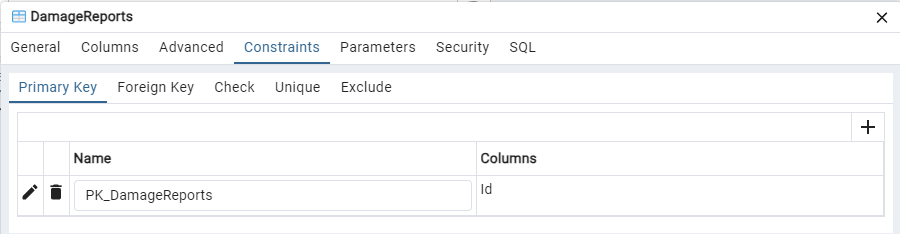 DamageReports
General Columns Advanced Constraints Parameters Security SQL
Primary Key Foreign Key Check Unique Exclude
Name Columns
PK_DamageReports Id